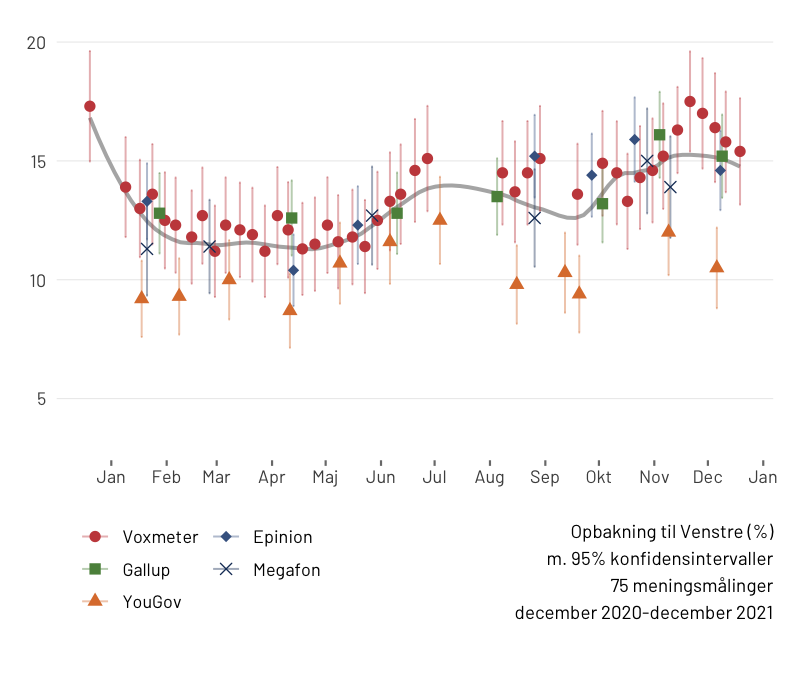 20
15
10
5
Jan Feb Mar Apr Maj Jun Jul Aug Sep Okt Nov Dec Jan
Voxmeter Epinion
Gallup Megafon
YouGov
Opbakning til Venstre (%)
m. 95% konfidensintervaller
75 meningsmålinger
december 2020-december 2021